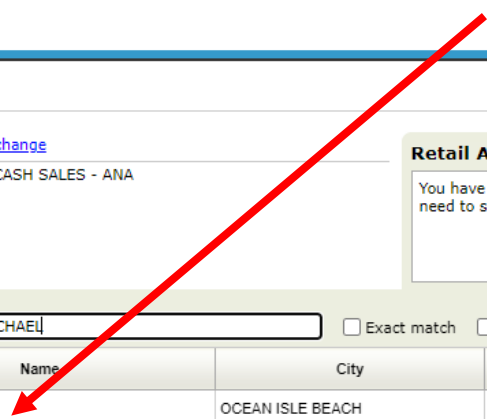 change
CASH SALES - ANA
Retail A
You have
need to s
CHAEL
Exact match
Name
City
OCEAN ISLE BEACH